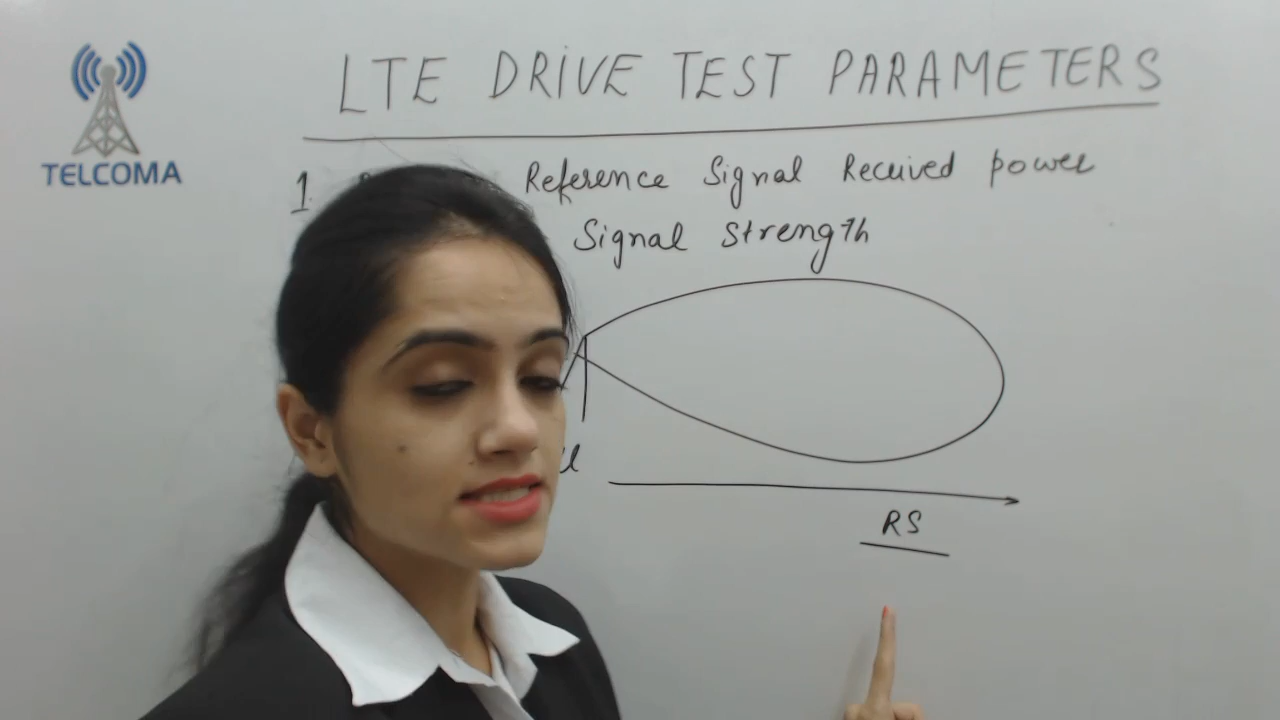 TELCOMA
LTE DRIVE TEST PARAMETERS
1. Reference Signal Received power
Signal Strength
RS